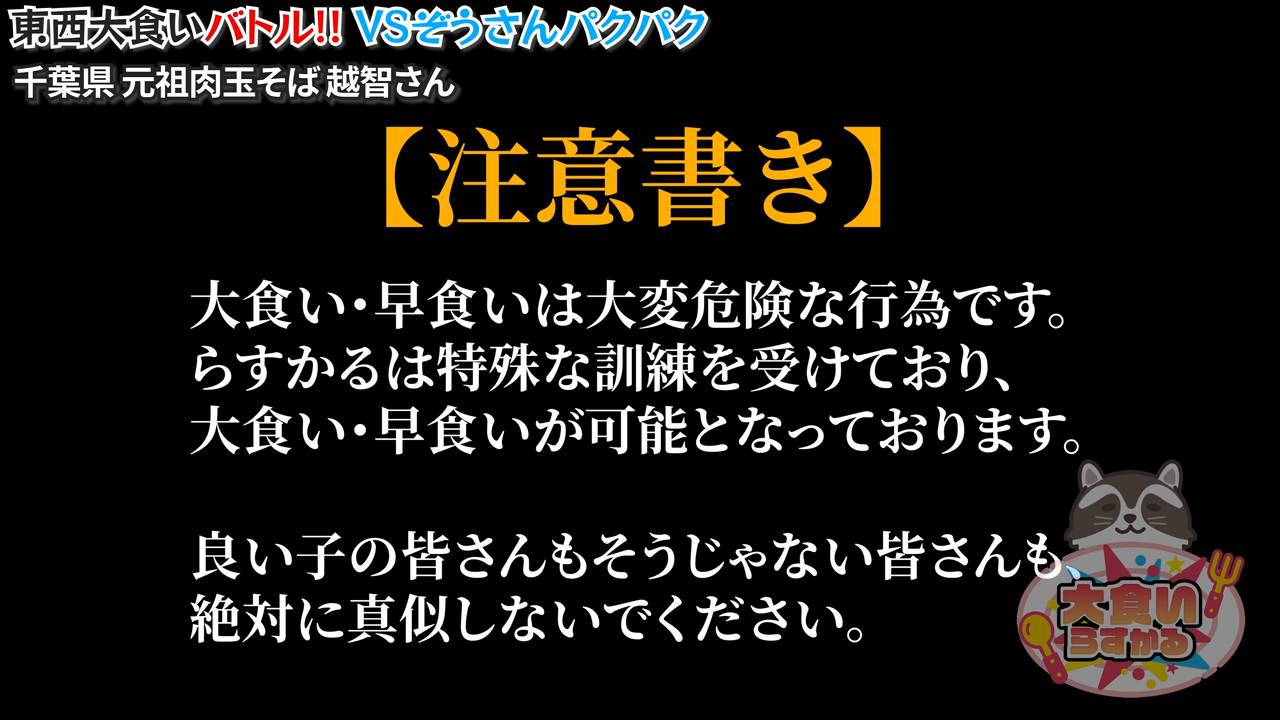 東西大食いバトル!! VSぞうさんパクパク
千葉県 元祖肉玉そば 越智さん
【注意書き】
大食い・早食いは大変危険な行為です。
らすかるは特殊な訓練を受けており、
大食い・早食いが可能となっております。
良い子の皆さんもそうじゃない皆さんも、
絶対に真似しないでください。
大食い
らすかる